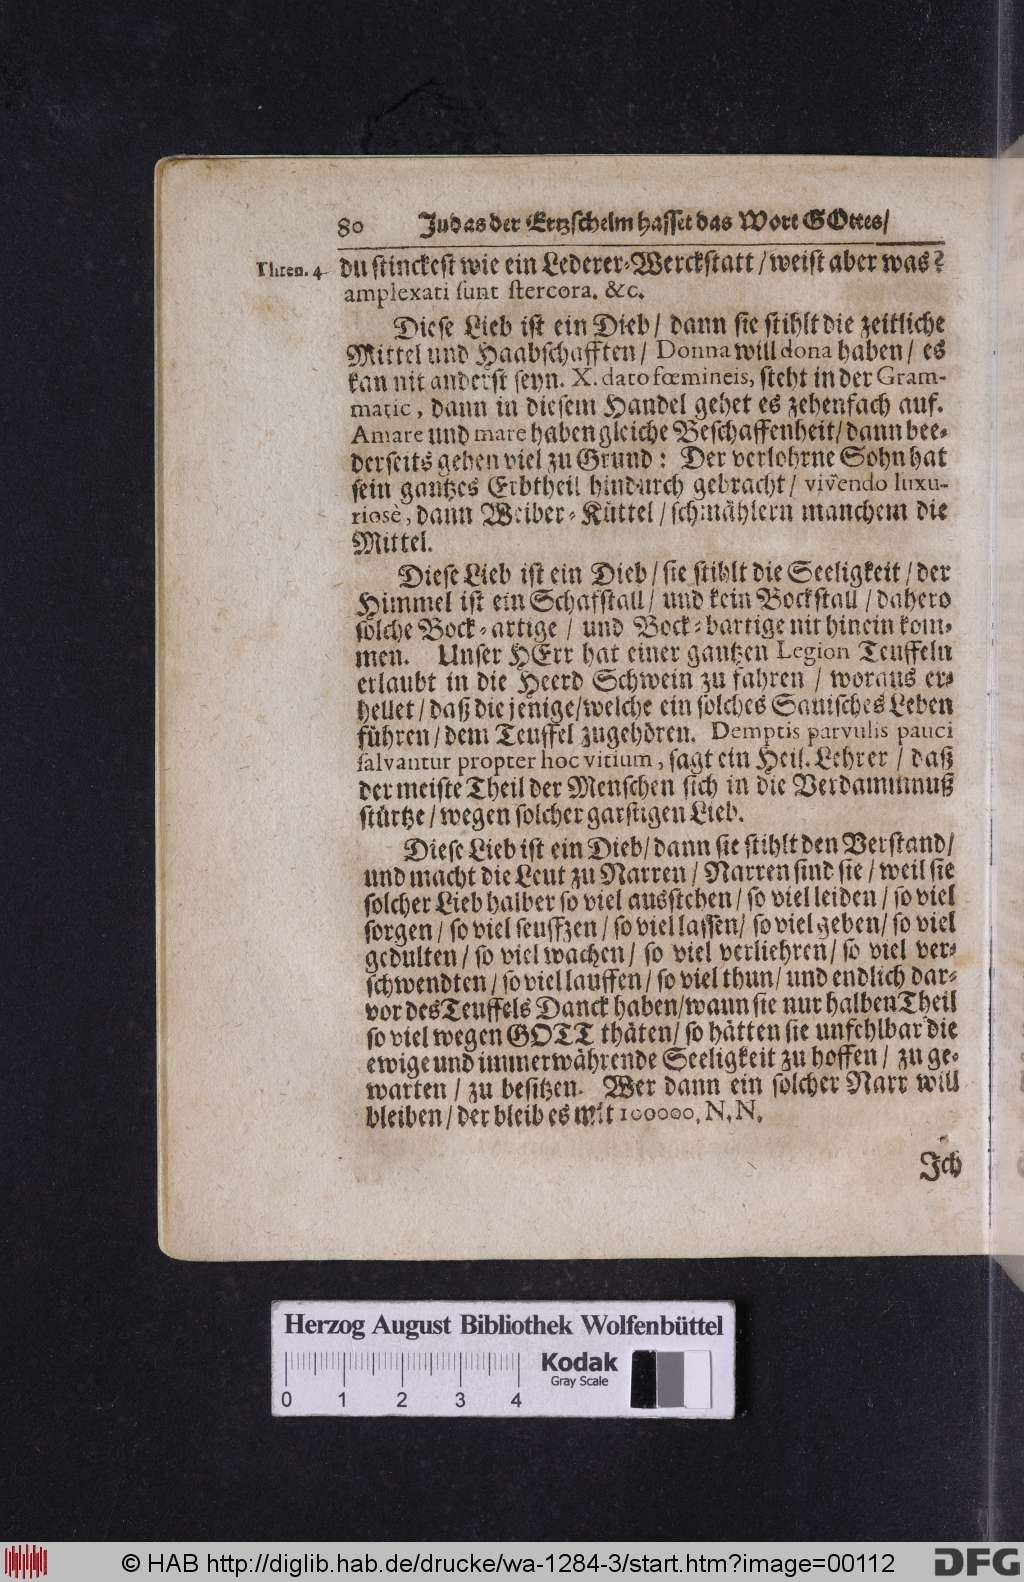 80 Judas der Ertzschelm hasset das Wort GOttes/
Thren. 4 du stinckest wie ein Lederer-Werckstatt/ weist aber was?
amplexati sunt stercora. &c.
Diese Lieb ist ein Dieb/ dann sie stihlt die zeitliche
Mittel und Haabschafften/ Donna will dona haben/ es
kan nit anderst seyn. X. dato fœmineis, steht in der Gram-
matic, dann in diesem Handel gehet es zehenfach auf.
Amare und mare haben gleiche Beschaffenheit/ dann bee-
derseits gehen viel zu Grund: Der verlohrne Sohn hat
sein gantzes Erbtheil hindurch gebracht/ vivendo luxu-
riosè, dann Weiber-Küttel/ schmählern manchem die
Mittel.
Diese Lieb ist ein Dieb/ sie stihlt die Seeligkeit/ der
Himmel ist ein Schafstall/ und kein Bockstall/ dahero
solche Bock-artige/ und Bock-bartige nit hinein kom-
men. Unser HErr hat einer gantzen Legion Teuffeln
erlaubt in die Heerd Schwein zu fahren/ woraus er-
hellet/ daß die jenige/ welche ein solches Sauisches Leben
führen/ dem Teuffel zugehören. Demptis parvulis pauci
salvantur propter hoc vitium, sagt ein Heil. Lehrer/ daß
der meiste Theil der Menschen sich in die Verdammnuß
stürtze/ wegen solcher garstigen Lieb.
Diese Lieb ist ein Dieb/ dann sie stihlt den Verstand/
und macht die Leut zu Narren/ Narren sind sie/ weil sie
solcher Lieb halber so viel ausstehen/ so viel leiden/ so viel
sorgen/ so viel seuffzen/ so viel lassen/ so viel geben/ so viel
gedulten/ so viel wachen/ so viel verliehren/ so viel ver-
schwendten/ so viel lauffen/ so viel thun/ und endlich dar-
vor des Teuffels Danck haben/ wann sie nur halben Theil
so viel wegen GOTT thäten/ so hätten sie unfehlbar die
ewige und immerwährende Seeligkeit zu hoffen/ zu ge-
warten/ zu besitzen. Wer dann ein solcher Narr will
bleiben/ der bleib es mit 100000. N. N.
Jch
Herzog August Bibliothek Wolfenbüttel
0 1 2 3 4
Kodak
Gray Scale
© HAB http://diglib.hab.de/drucke/wa-1284-3/start.htm?image=00112
DFG